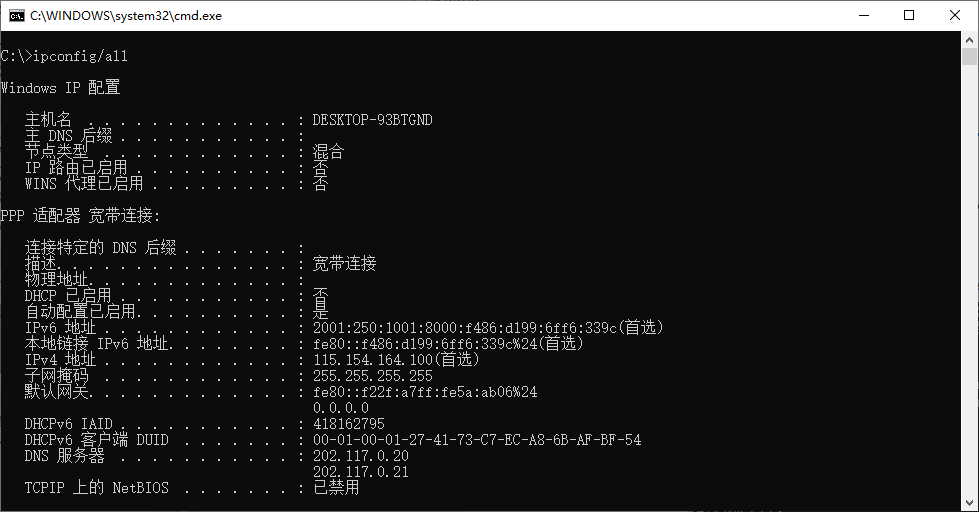 C:\WINDOWS\system32\cmd.exe
C:\>ipconfig/all
Windows IP 配置
主机名 . . . . . . . . . . . . . : DESKTOP-93BTGND
主 DNS 后缀 . . . . . . . . . . . :
节点类型 . . . . . . . . . . . . : 混合
IP 路由已启用 . . . . . . . . . . : 否
WINS 代理已启用 . . . . . . . . . : 否
PPP 适配器 宽带连接:
连接特定的 DNS 后缀 . . . . . . . :
描述. . . . . . . . . . . . . . . : 宽带连接
物理地址. . . . . . . . . . . . . :
DHCP 已启用 . . . . . . . . . . . : 否
自动配置已启用. . . . . . . . . . : 是
IPv6 地址 . . . . . . . . . . . . : 2001:250:1001:8000:f486:d199:6ff6:339c(首选)
本地链接 IPv6 地址. . . . . . . . : fe80::f486:d199:6ff6:339c%24(首选)
IPv4 地址 . . . . . . . . . . . . : 115.154.164.100(首选)
子网掩码 . . . . . . . . . . . . : 255.255.255.255
默认网关. . . . . . . . . . . . . : fe80::f22f:a7ff:fe5a:ab06%24
0.0.0.0
DHCPv6 IAID . . . . . . . . . . . : 418162795
DHCPv6 客户端 DUID . . . . . . . : 00-01-00-01-27-41-73-C7-EC-A8-6B-AF-BF-54
DNS 服务器 . . . . . . . . . . . : 202.117.0.20
202.117.0.21
TCPIP 上的 NetBIOS . . . . . . . : 已禁用